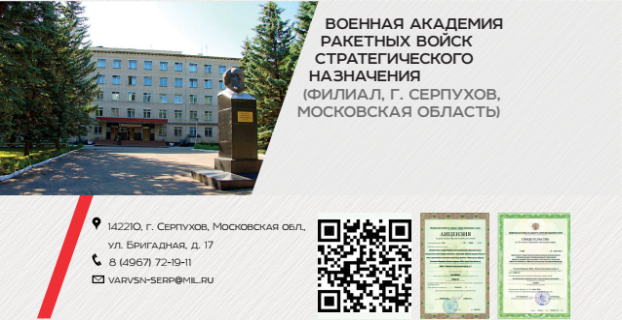 ВОЕННАЯ АКАДЕМИЯ
РАКЕТНЫХ ВОЙСК
СТРАТЕГИЧЕСКОГО
НАЗНАЧЕНИЯ
(ФИЛИАЛ, Г. СЕРПУХОВ,
МОСКОВСКАЯ ОБЛАСТЬ)
142210, г. Серпухов, Московская обл.,
ул. Бригадная, д. 17
8 (4967) 72-19-11
VARVSN-SERP@MIL.RU
ЛИЦЕНЗИЯ
СВИДЕТЕЛЬСТВО